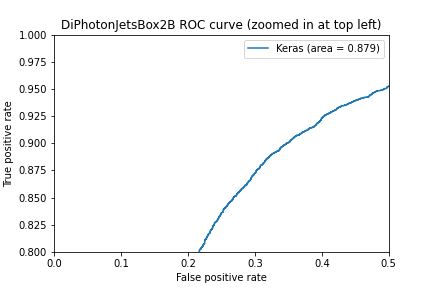 DiPhotonJetsBox2B ROC curve (zoomed in at top left)
Keras (area = 0.879)
1.000
0.975
0.950
0.925
0.900
0.875
0.850
0.825
0.800
True positive rate
0.0 0.1 0.2 0.3 0.4 0.5
False positive rate